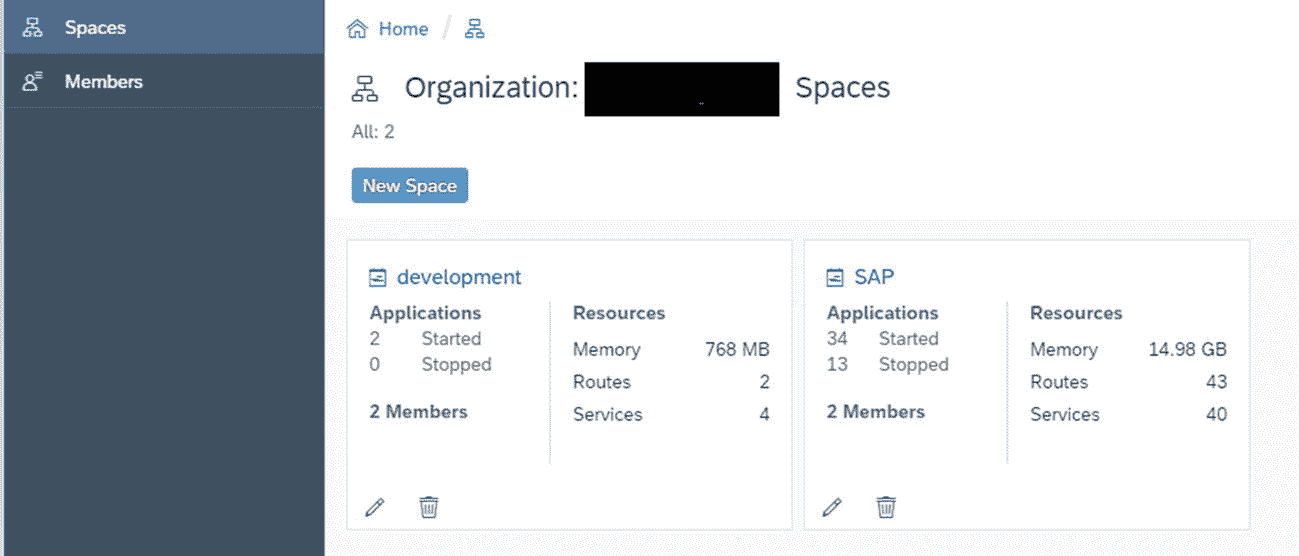 Spaces
Members
Home /
Organization: Spaces
All: 2
New Space
development
Applications
2 Started
0 Stopped
2 Members
Resources
Memory 768 MB
Routes 2
Services 4
SAP
Applications
34 Started
13 Stopped
2 Members
Resources
Memory 14.98 GB
Routes 43
Services 40